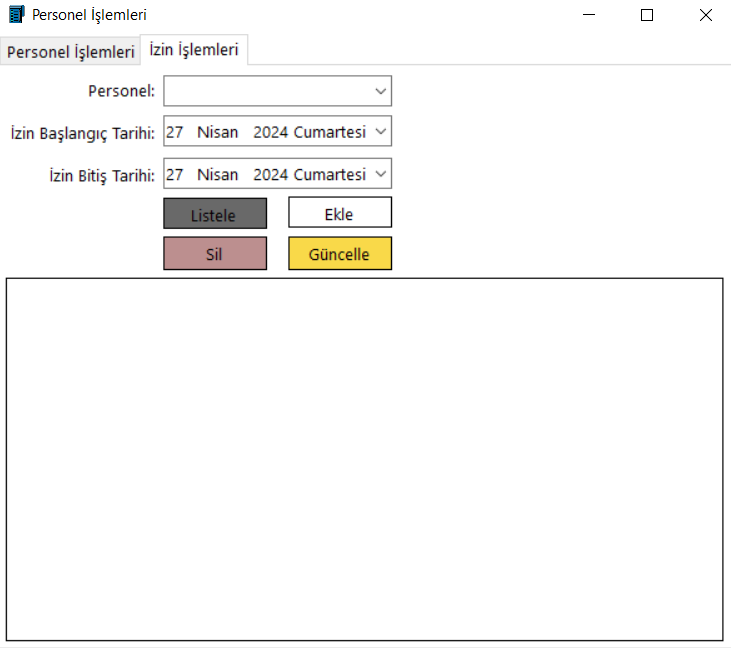 Personel İşlemleri
Personel İşlemleri İzin İşlemleri
Personel:
İzin Başlangıç Tarihi: 27 Nisan 2024 Cumartesi
İzin Bitiş Tarihi: 27 Nisan 2024 Cumartesi
Listele Ekle
Sil Güncelle